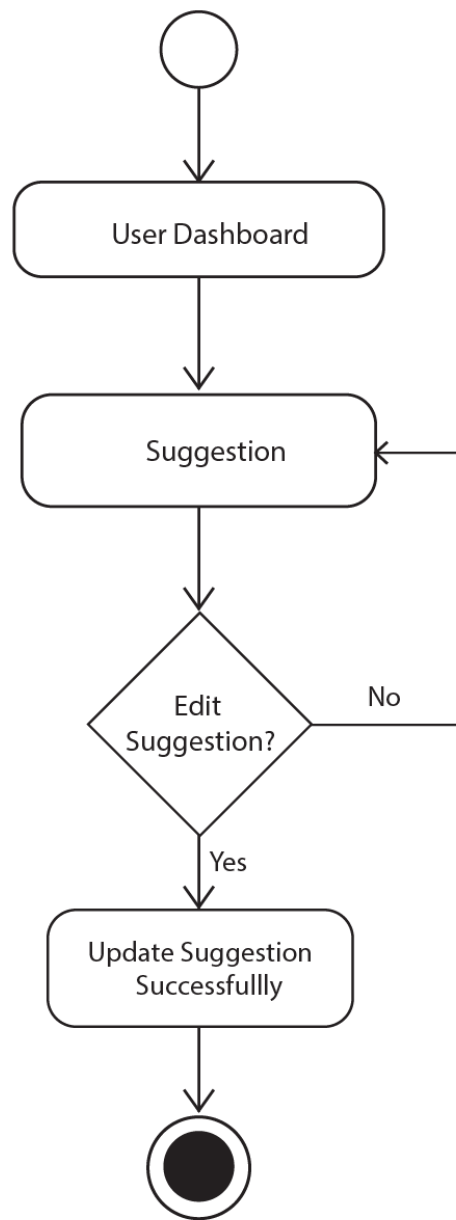 User Dashboard
Suggestion
Edit
Suggestion?
No
Yes
Update Suggestion
Successfullly